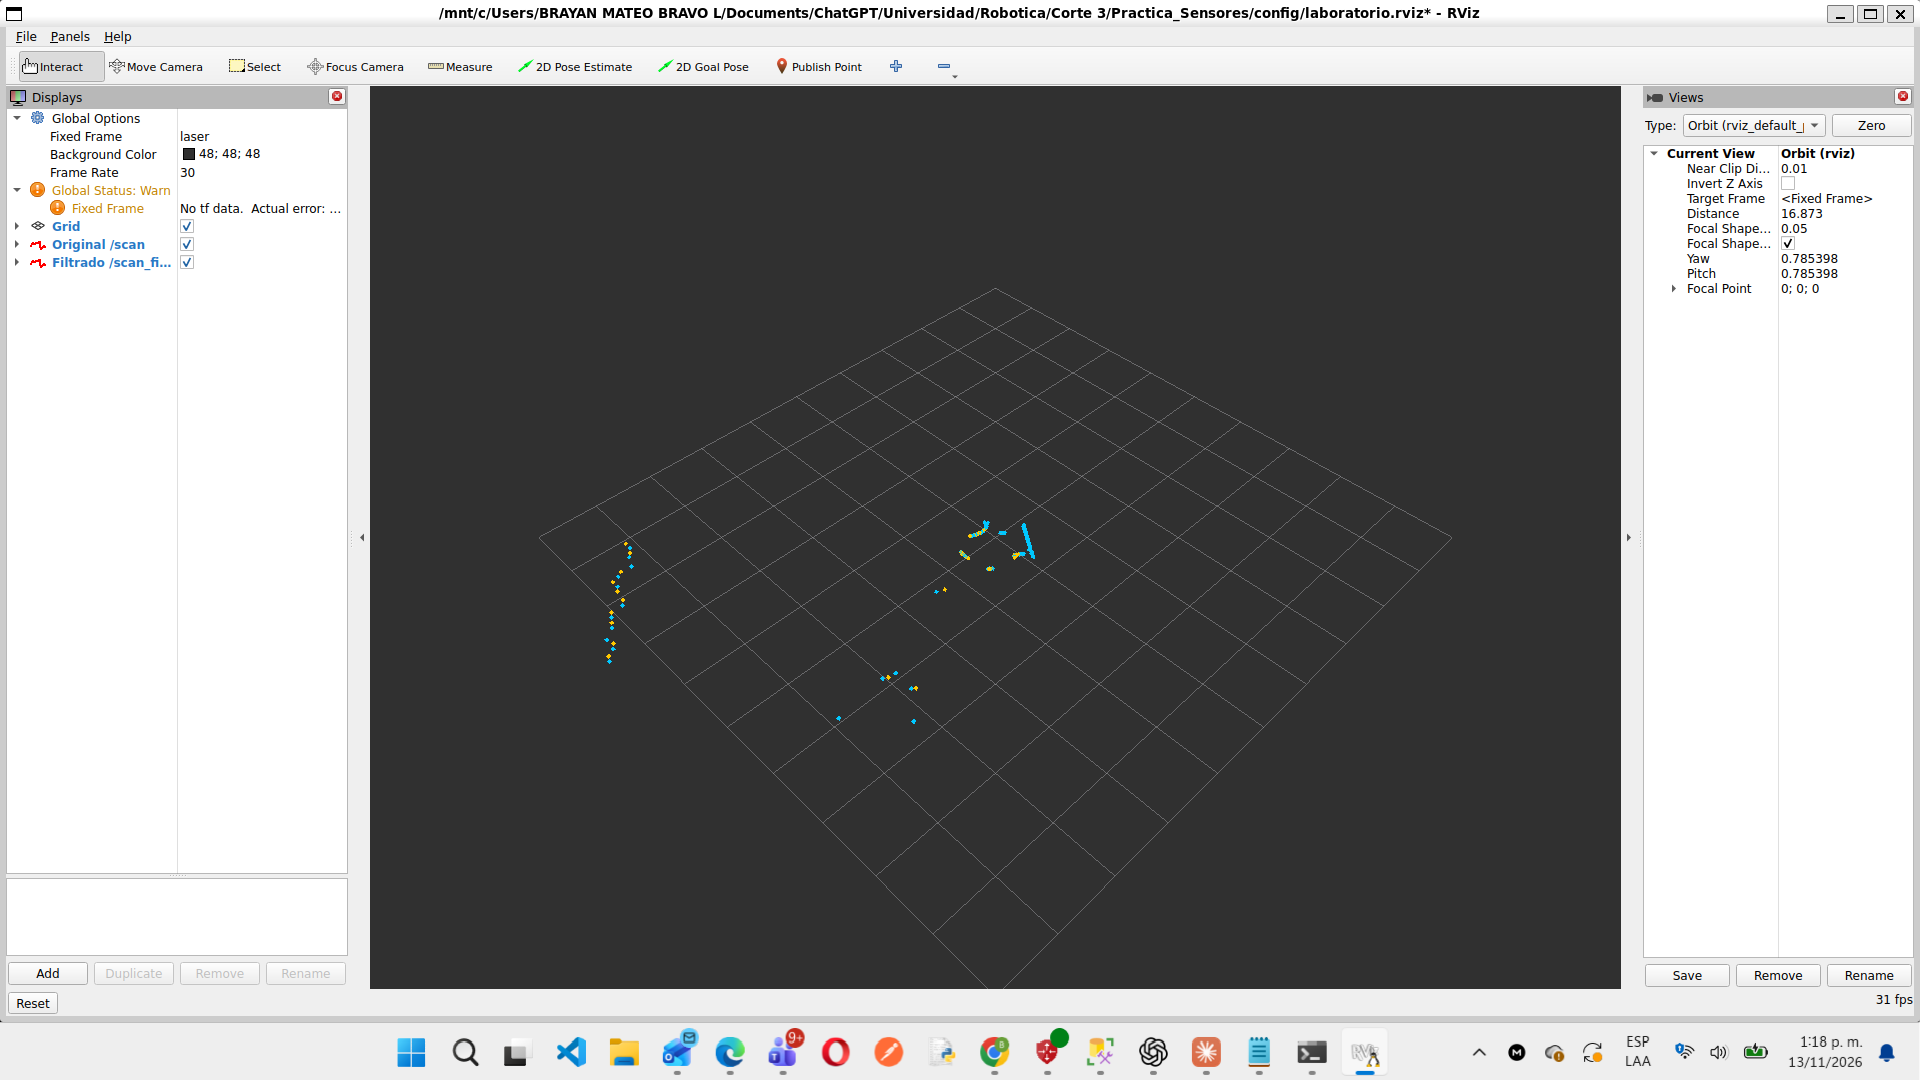 /mnt/c/Users/BRAYAN MATEO BRAVO L/Documents/ChatGPT/Universidad/Robotica/Corte 3/Practica_Sensores/config/laboratorio.rviz* - RViz
File Panels Help
Interact Move Camera Select Focus Camera Measure 2D Pose Estimate 2D Goal Pose Publish Point
Displays
Global Options
Fixed Frame laser
Background Color 48; 48; 48
Frame Rate 30
Global Status: Warn
Fixed Frame No tf data. Actual error: ...
Grid
Original /scan
Filtrado /scan_fi...
Add Duplicate Remove Rename
Reset
Views
Type: Orbit (rviz_default_ Zero
Current View Orbit (rviz)
Near Clip Di... 0.01
Invert Z Axis
Target Frame <Fixed Frame>
Distance 16.873
Focal Shape... 0.05
Focal Shape...
Yaw 0.785398
Pitch 0.785398
Focal Point 0; 0; 0
Save Remove Rename
31 fps
9+
ESP
LAA
1:18 p. m.
13/11/2026